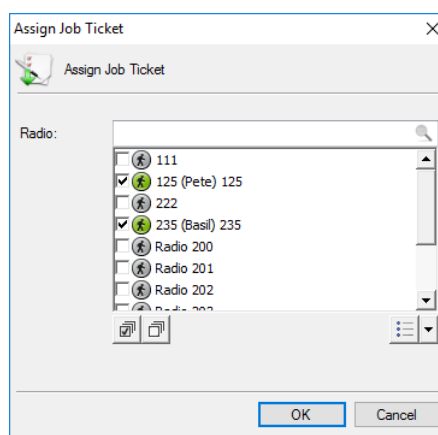 Assign Job Ticket
Assign Job Ticket
Radio:
111
125 (Pete) 125
222
235 (Basil) 235
Radio 200
Radio 201
Radio 202
OK Cancel